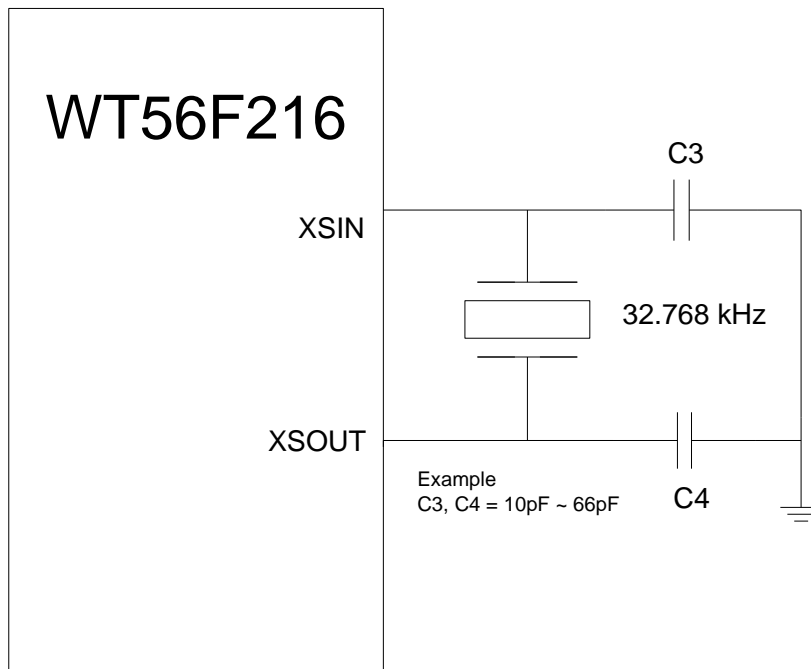 WT56F216
C3
XSIN
32.768 kHz
XSOUT
Example
C3, C4 = 10pF ~ 66pF
C4